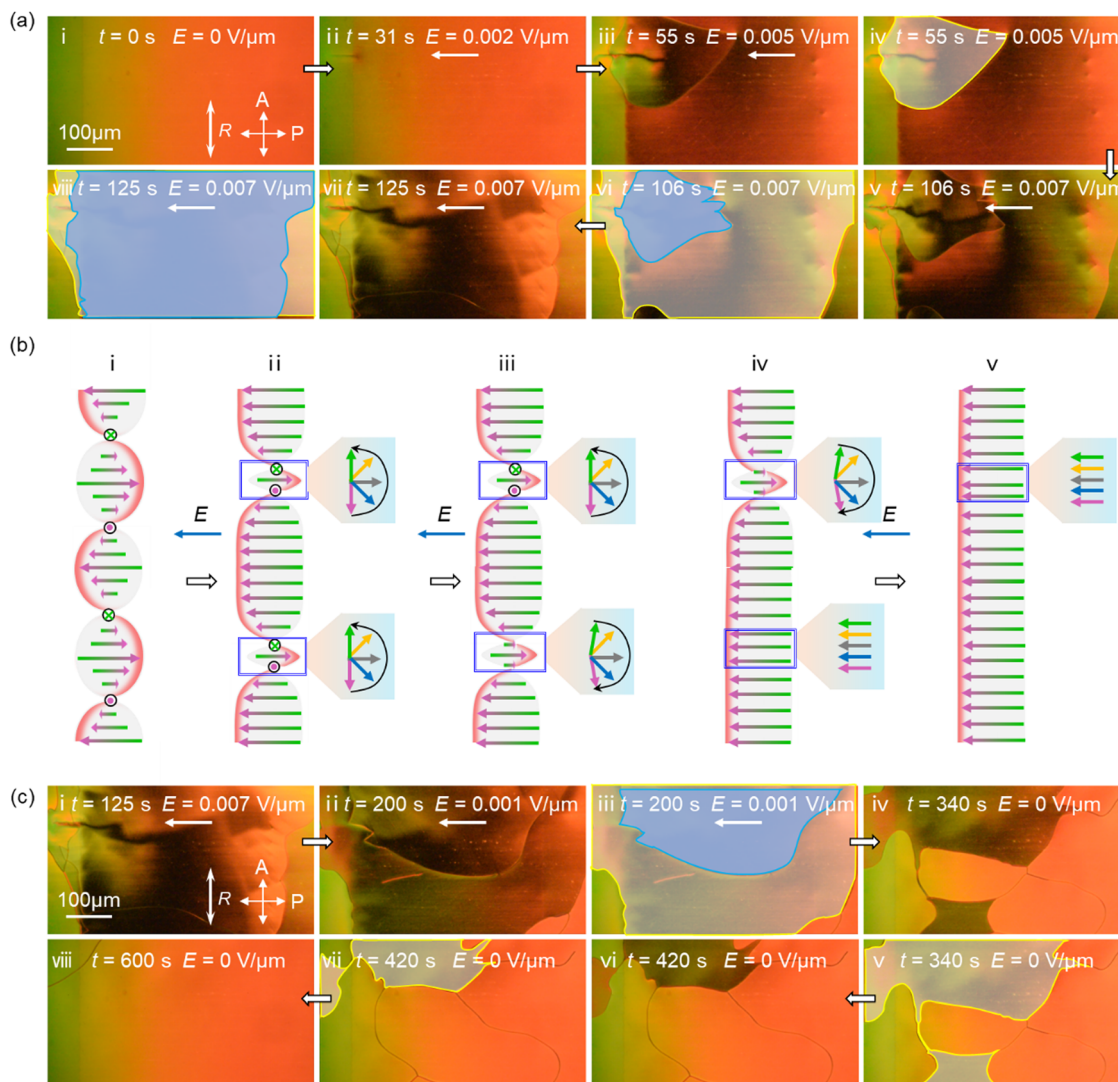 (a)
i t = 0 s E = 0 V/µm
A
R
P
100µm
ii t = 31 s E = 0.002 V/µm
iii t = 55 s E = 0.005 V/µm
iv t = 55 s E = 0.005 V/µm
viii t = 125 s E = 0.007 V/µm
vii t = 125 s E = 0.007 V/µm
vi t = 106 s E = 0.007 V/µm
v t = 106 s E = 0.007 V/µm
(b)
i ii iii iv v
E E E
(c)
i t = 125 s E = 0.007 V/µm
A
R
P
100µm
ii t = 200 s E = 0.001 V/µm
iii t = 200 s E = 0.001 V/µm
iv t = 340 s E = 0 V/µm
viii t = 600 s E = 0 V/µm
vii t = 420 s E = 0 V/µm
vi t = 420 s E = 0 V/µm
v t = 340 s E = 0 V/µm